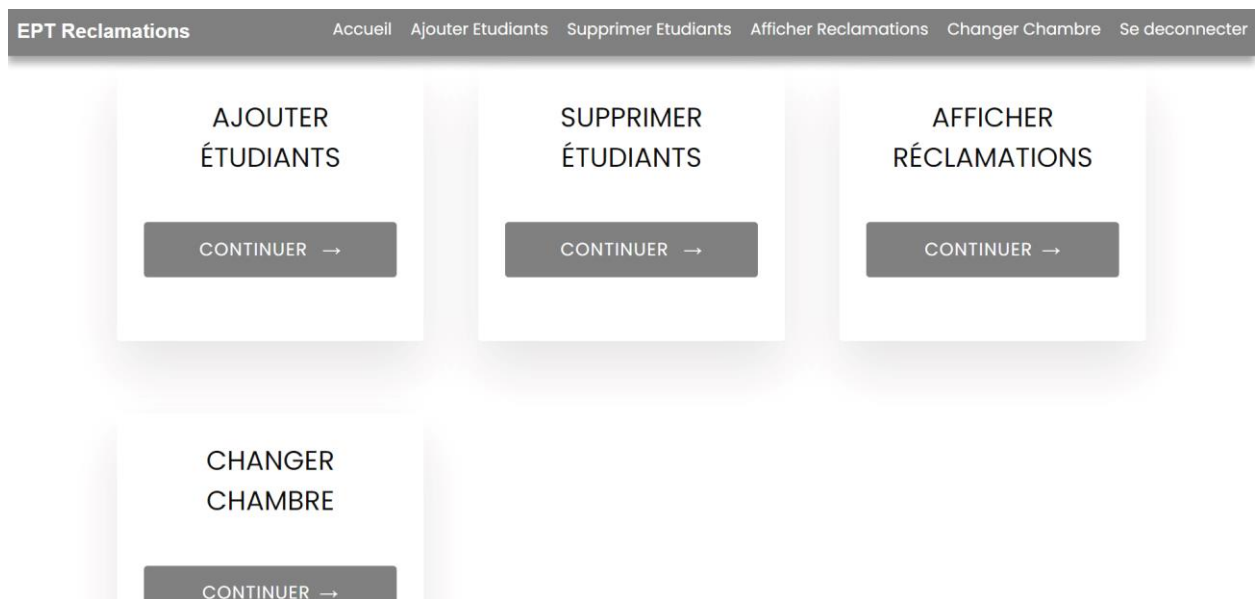 EPT Reclamations Accueil Ajouter Etudiants Supprimer Etudiants Afficher Reclamations Changer Chambre Se deconnecter
AJOUTER
ÉTUDIANTS
CONTINUER →
SUPPRIMER
ÉTUDIANTS
CONTINUER →
AFFICHER
RÉCLAMATIONS
CONTINUER →
CHANGER
CHAMBRE
CONTINUER →